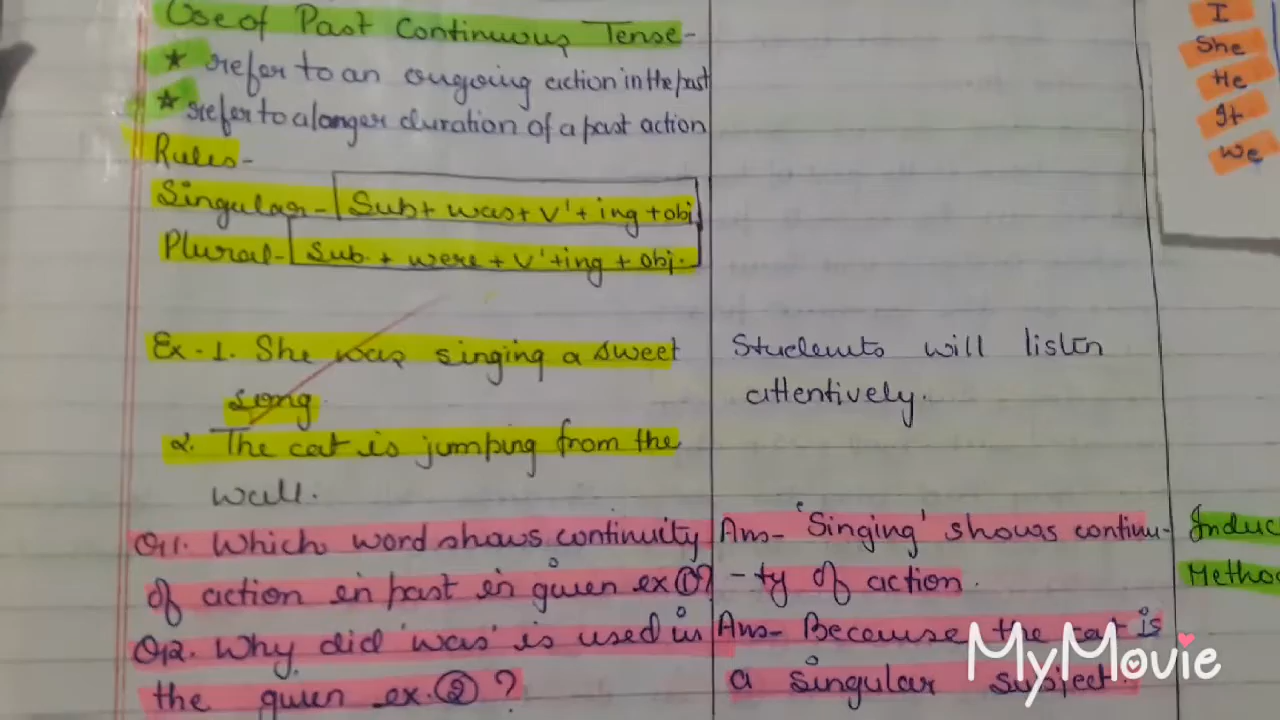 Use of Past Continuous Tense-
★ refer to an ongoing action in the past
★ refer to a longer duration of a past action
Rules-
Singular- Sub+ was+ V'+ ing +obj
Plural- Sub. + were + V'+ing + obj.
Ex-1. She was singing a sweet
song
2. The cat is jumping from the
wall.
Students will listen
attentively.
Q1. Which word shows continuity
of action in past in given ex ①?
Ans- 'Singing' shows continu-
-ty of action.
Q2. Why did 'was' is used in
the given ex. ②?
Ans- Because the cat is
a singular subject.
Induc
Metho
I
She
He
It
We
MyMovie